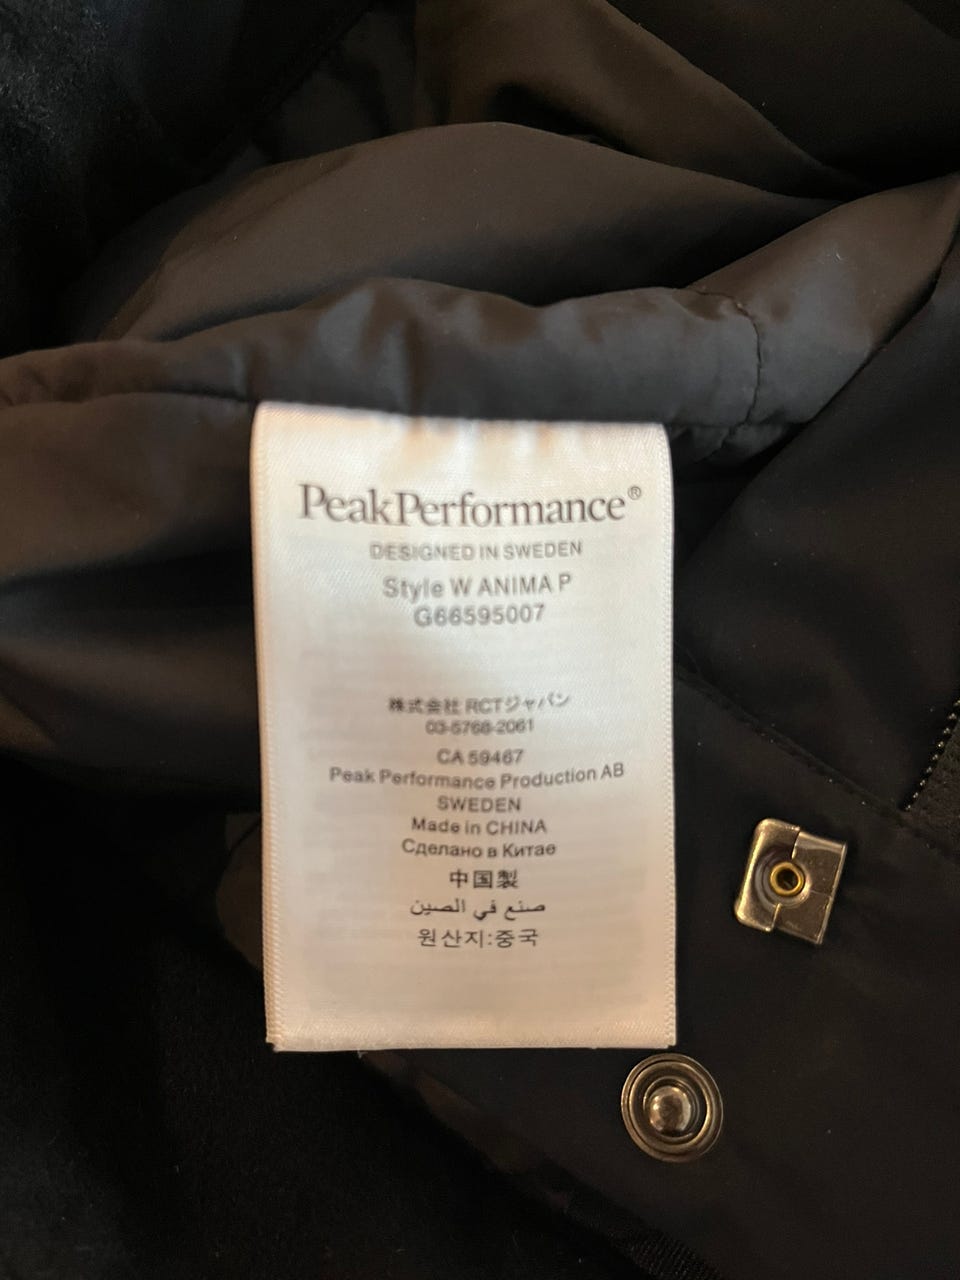 PeakPerformance®
DESIGNED IN SWEDEN
Style W ANIMA P
G66595007
株式会社 RCTジャパン
03-5768-2061
CA 59467
Peak Performance Production AB
SWEDEN
Made in CHINA
Сделано в Китае
中国製
صنع في الصين
원산지:중국